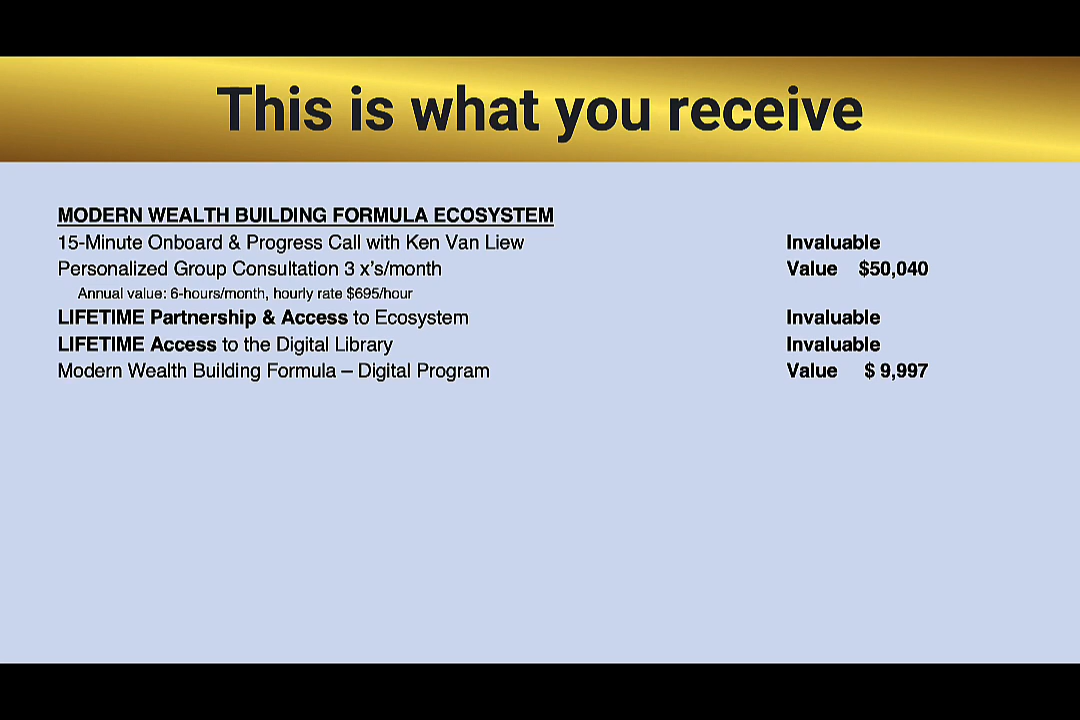 This is what you receive
MODERN WEALTH BUILDING FORMULA ECOSYSTEM
15-Minute Onboard & Progress Call with Ken Van Liew Invaluable
Personalized Group Consultation 3 x's/month Value $50,040
Annual value: 6-hours/month, hourly rate $695/hour
LIFETIME Partnership & Access to Ecosystem Invaluable
LIFETIME Access to the Digital Library Invaluable
Modern Wealth Building Formula – Digital Program Value $ 9,997